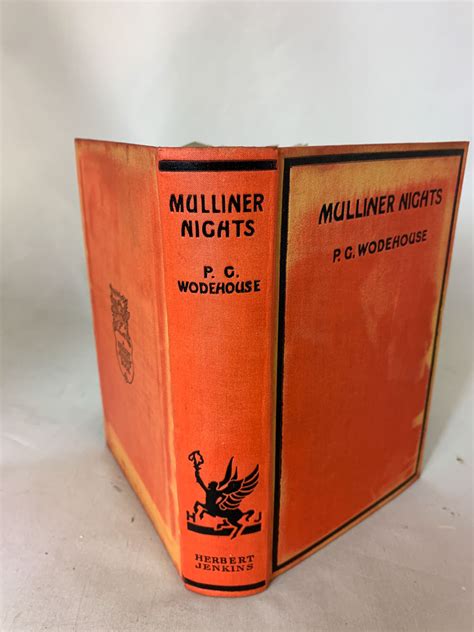 MULLINER
NIGHTS
P. G.
WODEHOUSE
H J
HERBERT
JENKINS
MULLINER NIGHTS
P. G. WODEHOUSE